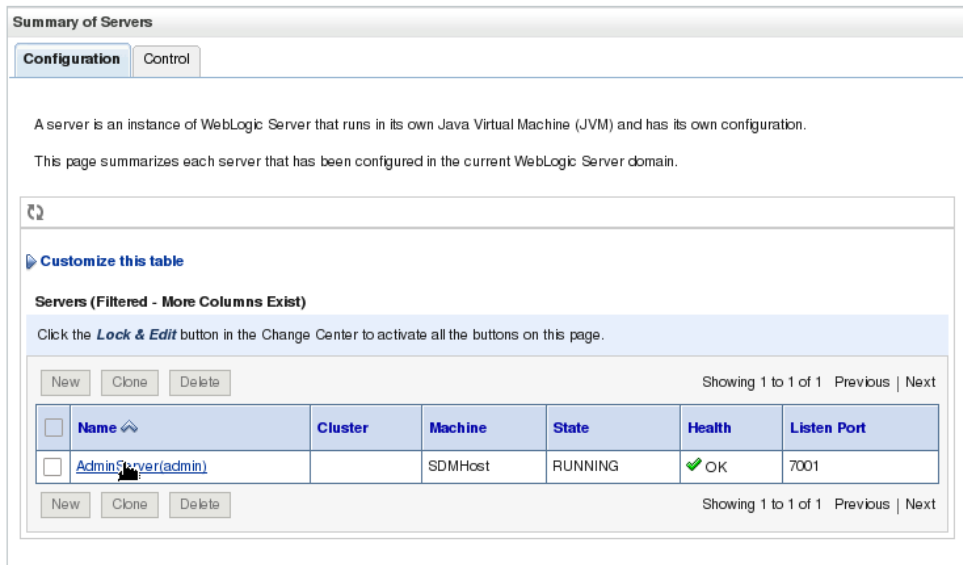 Summary of Servers
Configuration Control
A server is an instance of WebLogic Server that runs in its own Java Virtual Machine (JVM) and has its own configuration.
This page summarizes each server that has been configured in the current WebLogic Server domain.
Customize this table
Servers (Filtered - More Columns Exist)
Click the Lock & Edit button in the Change Center to activate all the buttons on this page.
New Clone Delete Showing 1 to 1 of 1 Previous | Next
Name Cluster Machine State Health Listen Port
AdminServer(admin) SDMHost RUNNING OK 7001
New Clone Delete Showing 1 to 1 of 1 Previous | Next